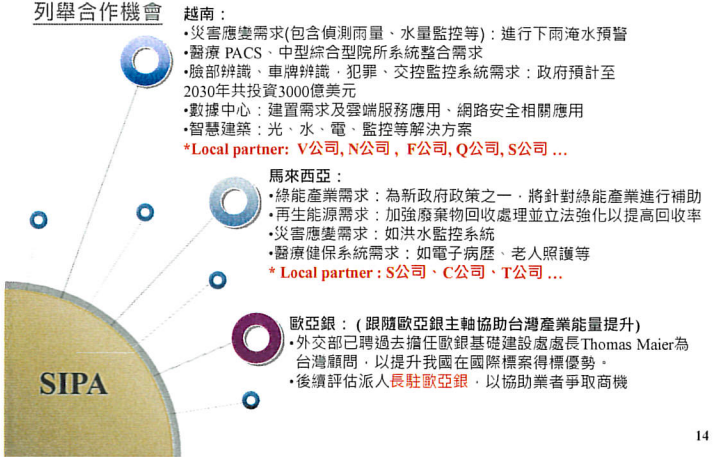 列舉合作機會
越南：
•災害應變需求(包含偵測雨量、水量監控等)：進行下雨淹水預警
•醫療 PACS、中型綜合型院所系統整合需求
•臉部辨識、車牌辨識，犯罪、交控監控系統需求：政府預計至
2030年共投資3000億美元
•數據中心：建置需求及雲端服務應用、網路安全相關應用
•智慧建築：光、水、電、監控等解決方案
*Local partner: V公司, N公司 , F公司, Q公司, S公司 …
馬來西亞：
•綠能產業需求：為新政府政策之一，將針對綠能產業進行補助
•再生能源需求：加強廢棄物回收處理並立法強化以提高回收率
•災害應變需求：如洪水監控系統
•醫療健保系統需求：如電子病歷、老人照護等
* Local partner : S公司、C公司、T公司 …
歐亞銀：( 跟隨歐亞銀主軸協助台灣產業能量提升)
•外交部已聘過去擔任歐銀基礎建設處處長Thomas Maier為
台灣顧問，以提升我國在國際標案得標優勢。
•後續評估派人長駐歐亞銀，以協助業者爭取商機
SIPA
14